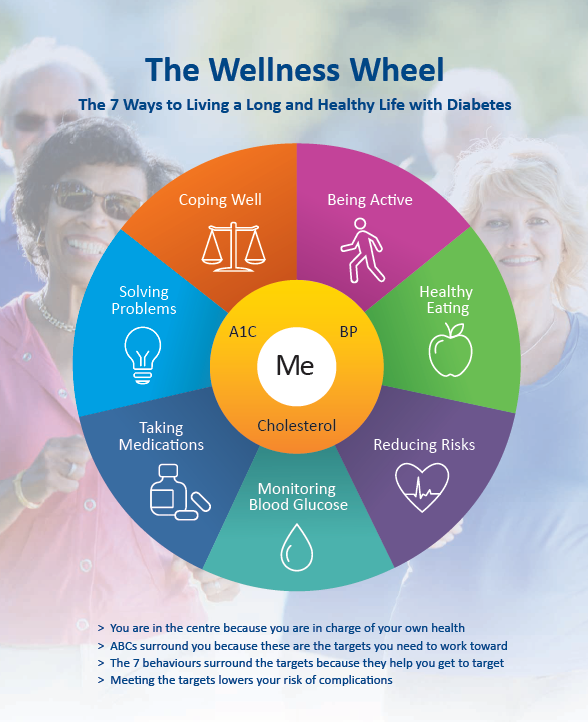 The Wellness Wheel
The 7 Ways to Living a Long and Healthy Life with Diabetes
Coping Well
Being Active
Solving
Problems
Healthy
Eating
A1C
BP
Me
Cholesterol
Taking
Medications
Reducing Risks
Monitoring
Blood Glucose
> You are in the centre because you are in charge of your own health
> ABCs surround you because these are the targets you need to work toward
> The 7 behaviours surround the targets because they help you get to target
> Meeting the targets lowers your risk of complications